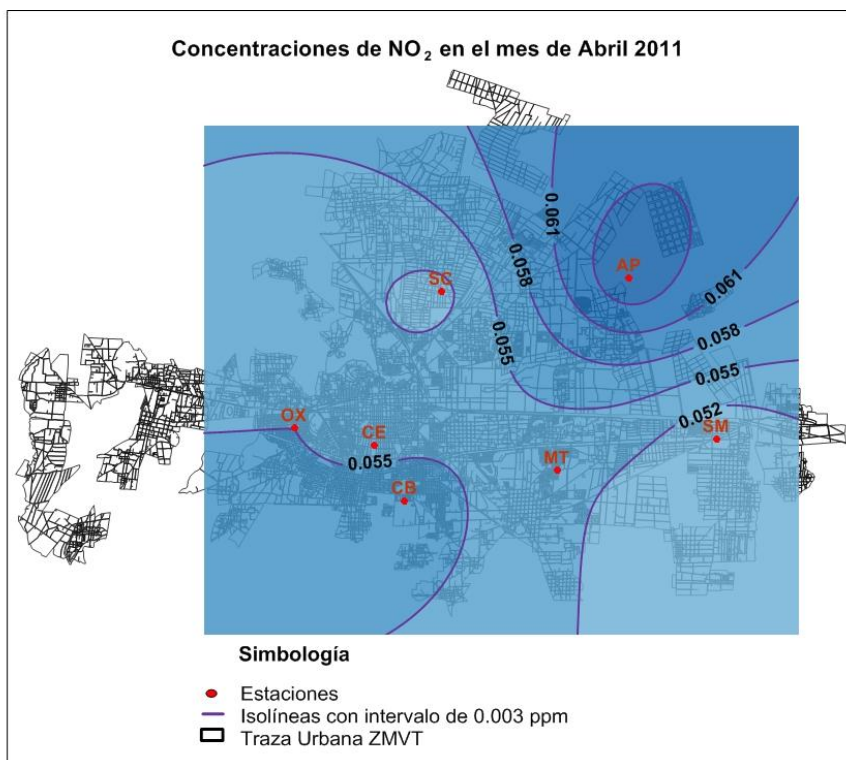 Concentraciones de NO₂ en el mes de Abril 2011
0.061
SC
AP
0.058
0.061
0.058
0.055
0.055
0.052
OX
CE
SM
0.055
MT
CB
Simbología
Estaciones
Isolíneas con intervalo de 0.003 ppm
Traza Urbana ZMVT